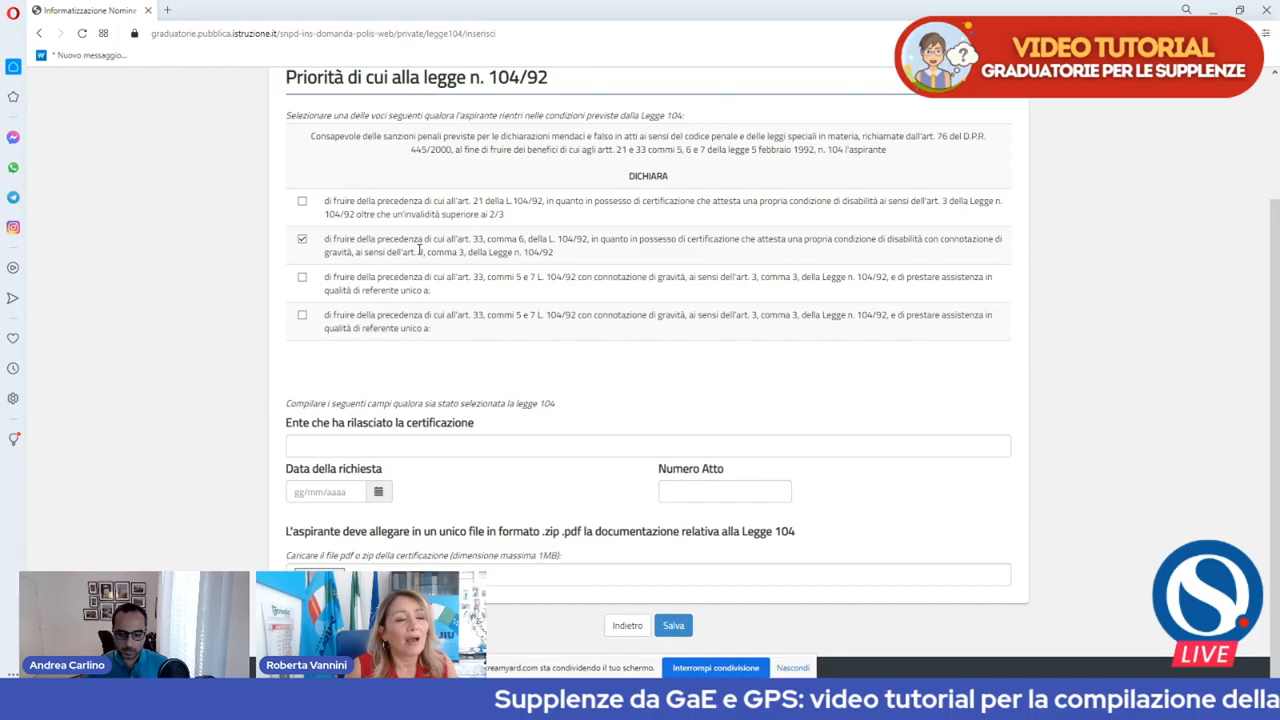 Informatizzazione Nomine
graduatorie.pubblica.istruzione.it/snpd-ins-domanda-polis-web/private/legge104/inserisci
* Nuovo messaggio...
VIDEO TUTORIAL
GRADUATORIE PER LE SUPPLENZE
Priorità di cui alla legge n. 104/92
Selezionare una delle voci seguenti qualora l'aspirante rientri nelle condizioni previste dalla Legge 104:
Consapevole delle sanzioni penali previste per le dichiarazioni mendaci e falso in atti ai sensi del codice penale e delle leggi speciali in materia, richiamate dall'art. 76 del D.P.R.
445/2000, al fine di fruire dei benefici di cui agli artt. 21 e 33 commi 5, 6 e 7 della legge 5 febbraio 1992, n. 104 l'aspirante
DICHIARA
di fruire della precedenza di cui all'art. 21 della L.104/92, in quanto in possesso di certificazione che attesta una propria condizione di disabilità ai sensi dell'art. 3 della Legge n.
104/92 oltre che un'invalidità superiore ai 2/3
di fruire della precedenza di cui all'art. 33, comma 6, della L. 104/92, in quanto in possesso di certificazione che attesta una propria condizione di disabilità con connotazione di
gravità, ai sensi dell'art. 3, comma 3, della Legge n. 104/92
di fruire della precedenza di cui all'art. 33, commi 5 e 7 L. 104/92 con connotazione di gravità, ai sensi dell'art. 3, comma 3, della Legge n. 104/92, e di prestare assistenza in
qualità di referente unico a:
di fruire della precedenza di cui all'art. 33, commi 5 e 7 L. 104/92 con connotazione di gravità, ai sensi dell'art. 3, comma 3, della Legge n. 104/92, e di prestare assistenza in
qualità di referente unico a:
Compilare i seguenti campi qualora sia stato selezionata la legge 104
Ente che ha rilasciato la certificazione
Data della richiesta
Numero Atto
gg/mm/aaaa
L'aspirante deve allegare in un unico file in formato .zip .pdf la documentazione relativa alla Legge 104
Caricare il file pdf o zip della certificazione (dimensione massima 1MB):
Indietro
Salva
Andrea Carlino
Roberta Vannini
reamyard.com sta condividendo il tuo schermo.
Interrompi condivisione
Nascondi
S
LIVE
Supplenze da GaE e GPS: video tutorial per la compilazione della